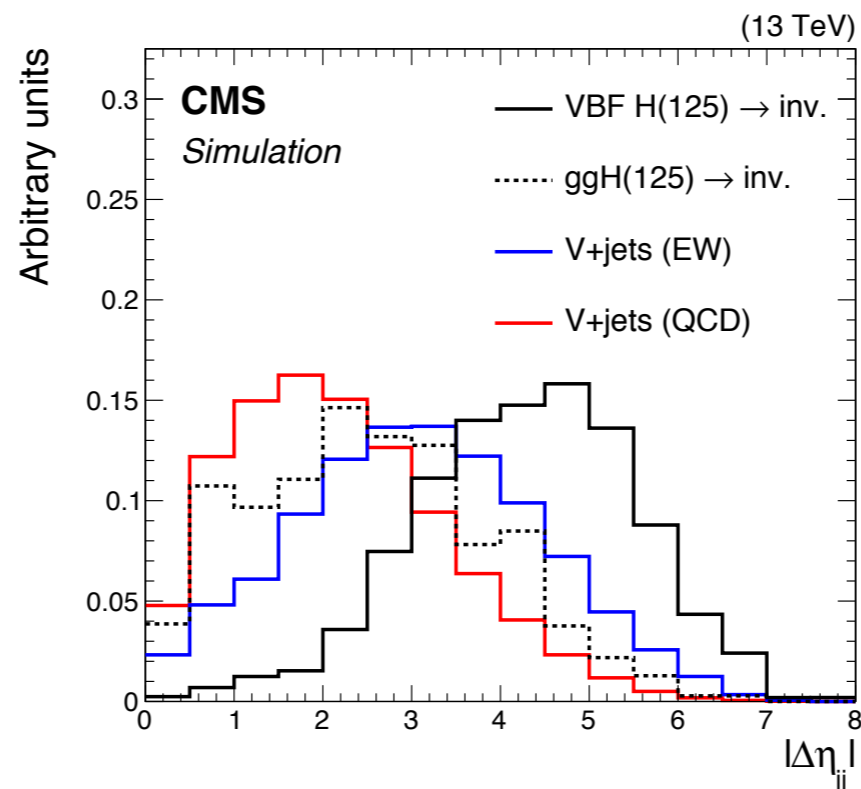 (13 TeV)
Arbitrary units
CMS
Simulation
VBF H(125) → inv.
ggH(125) → inv.
V+jets (EW)
V+jets (QCD)
0.3
0.25
0.2
0.15
0.1
0.05
0
0 1 2 3 4 5 6 7 8
|Δη_jj|